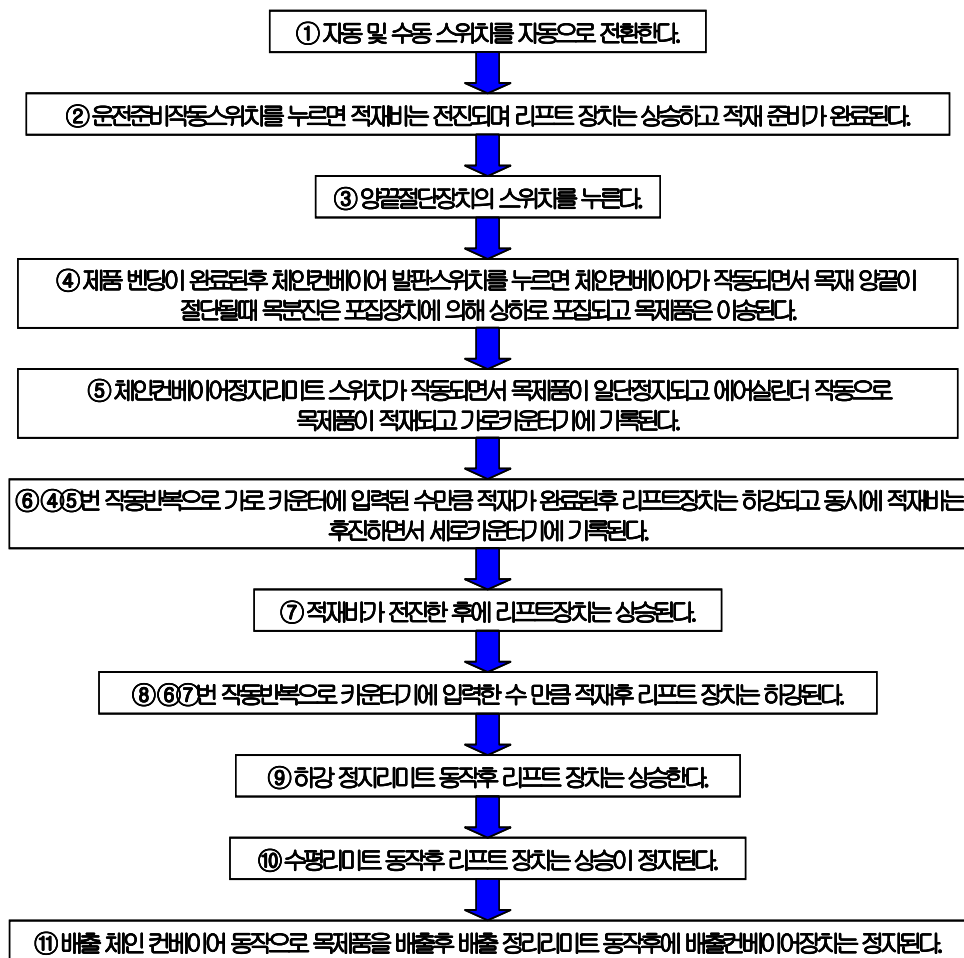 ① 자동 및 수동 스위치를 자동으로 전환한다.
② 운전준비작동스위치를 누르면 적재바는 전진되며 리프트 장치는 상승하고 적재 준비가 완료된다.
③ 양끝절단장치의 스위치를 누른다.
④ 제품 벤딩이 완료된후 체인컨베이어 발판스위치를 누르면 체인컨베이어가 작동되면서 목재 양끝이
절단될때 목분진은 포집장치에 의해 상하로 포집되고 목제품은 이송된다.
⑤ 체인컨베이어정지리미트 스위치가 작동되면서 목제품이 일단정지되고 에어실린더 작동으로
목제품이 적재되고 가로카운터기에 기록된다.
⑥ ④⑤번 작동반복으로 가로 카운터에 입력된 수만큼 적재가 완료된후 리프트장치는 하강되고 동시에 적재바는
후진하면서 세로카운터기에 기록된다.
⑦ 적재바가 전진한 후에 리프트장치는 상승된다.
⑧ ⑥⑦번 작동반복으로 카운터기에 입력한 수 만큼 적재후 리프트 장치는 하강된다.
⑨ 하강 정지리미트 동작후 리프트 장치는 상승한다.
⑩ 수평리미트 동작후 리프트 장치는 상승이 정지된다.
⑪ 배출 체인 컨베이어 동작으로 목제품을 배출후 배출 정리리미트 동작후에 배출컨베이어장치는 정지된다.